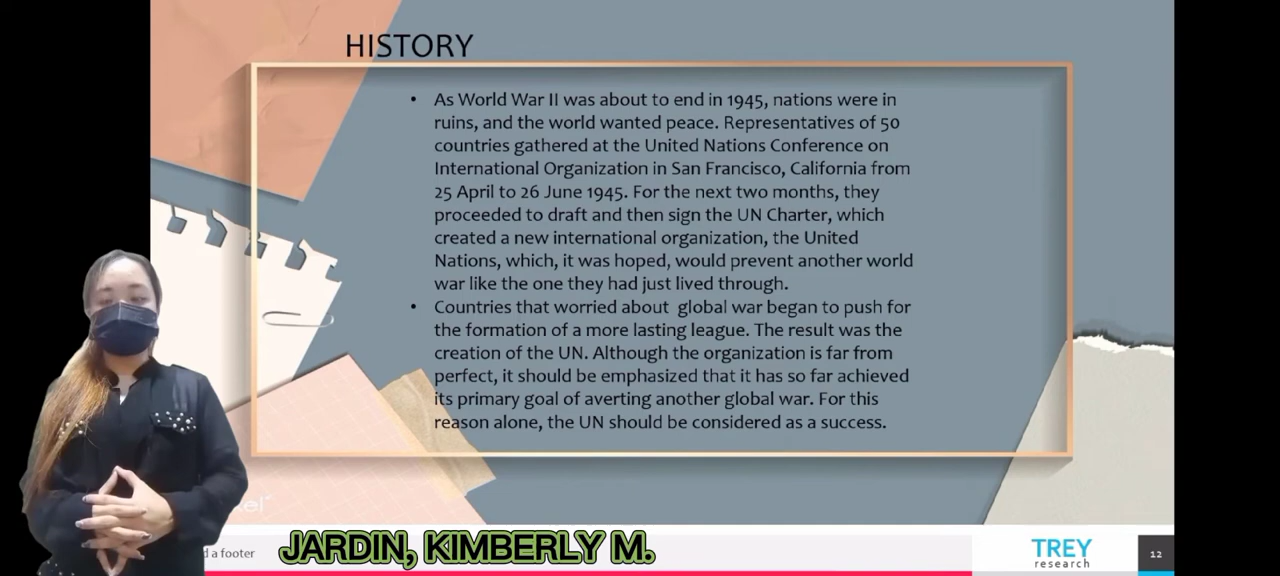 HISTORY
• As World War II was about to end in 1945, nations were in
ruins, and the world wanted peace. Representatives of 50
countries gathered at the United Nations Conference on
International Organization in San Francisco, California from
25 April to 26 June 1945. For the next two months, they
proceeded to draft and then sign the UN Charter, which
created a new international organization, the United
Nations, which, it was hoped, would prevent another world
war like the one they had just lived through.
• Countries that worried about  global war began to push for
the formation of a more lasting league. The result was the
creation of the UN. Although the organization is far from
perfect, it should be emphasized that it has so far achieved
its primary goal of averting another global war. For this
reason alone, the UN should be considered as a success.
a footer
JARDIN, KIMBERLY M.
TREY
research
12